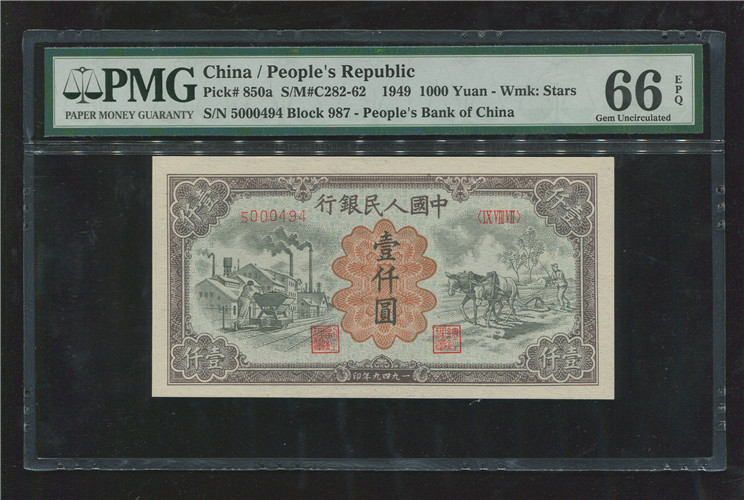 PMG
PAPER MONEY GUARANTY
China / People's Republic
Pick# 850a S/M#C282-62 1949 1000 Yuan - Wmk: Stars
S/N 5000494 Block 987 - People's Bank of China
66 EPQ
Gem Uncirculated
行銀民人國中
5000494
〈IX VIII VII〉
壹仟圓
壹仟
壹仟
印年九四九一